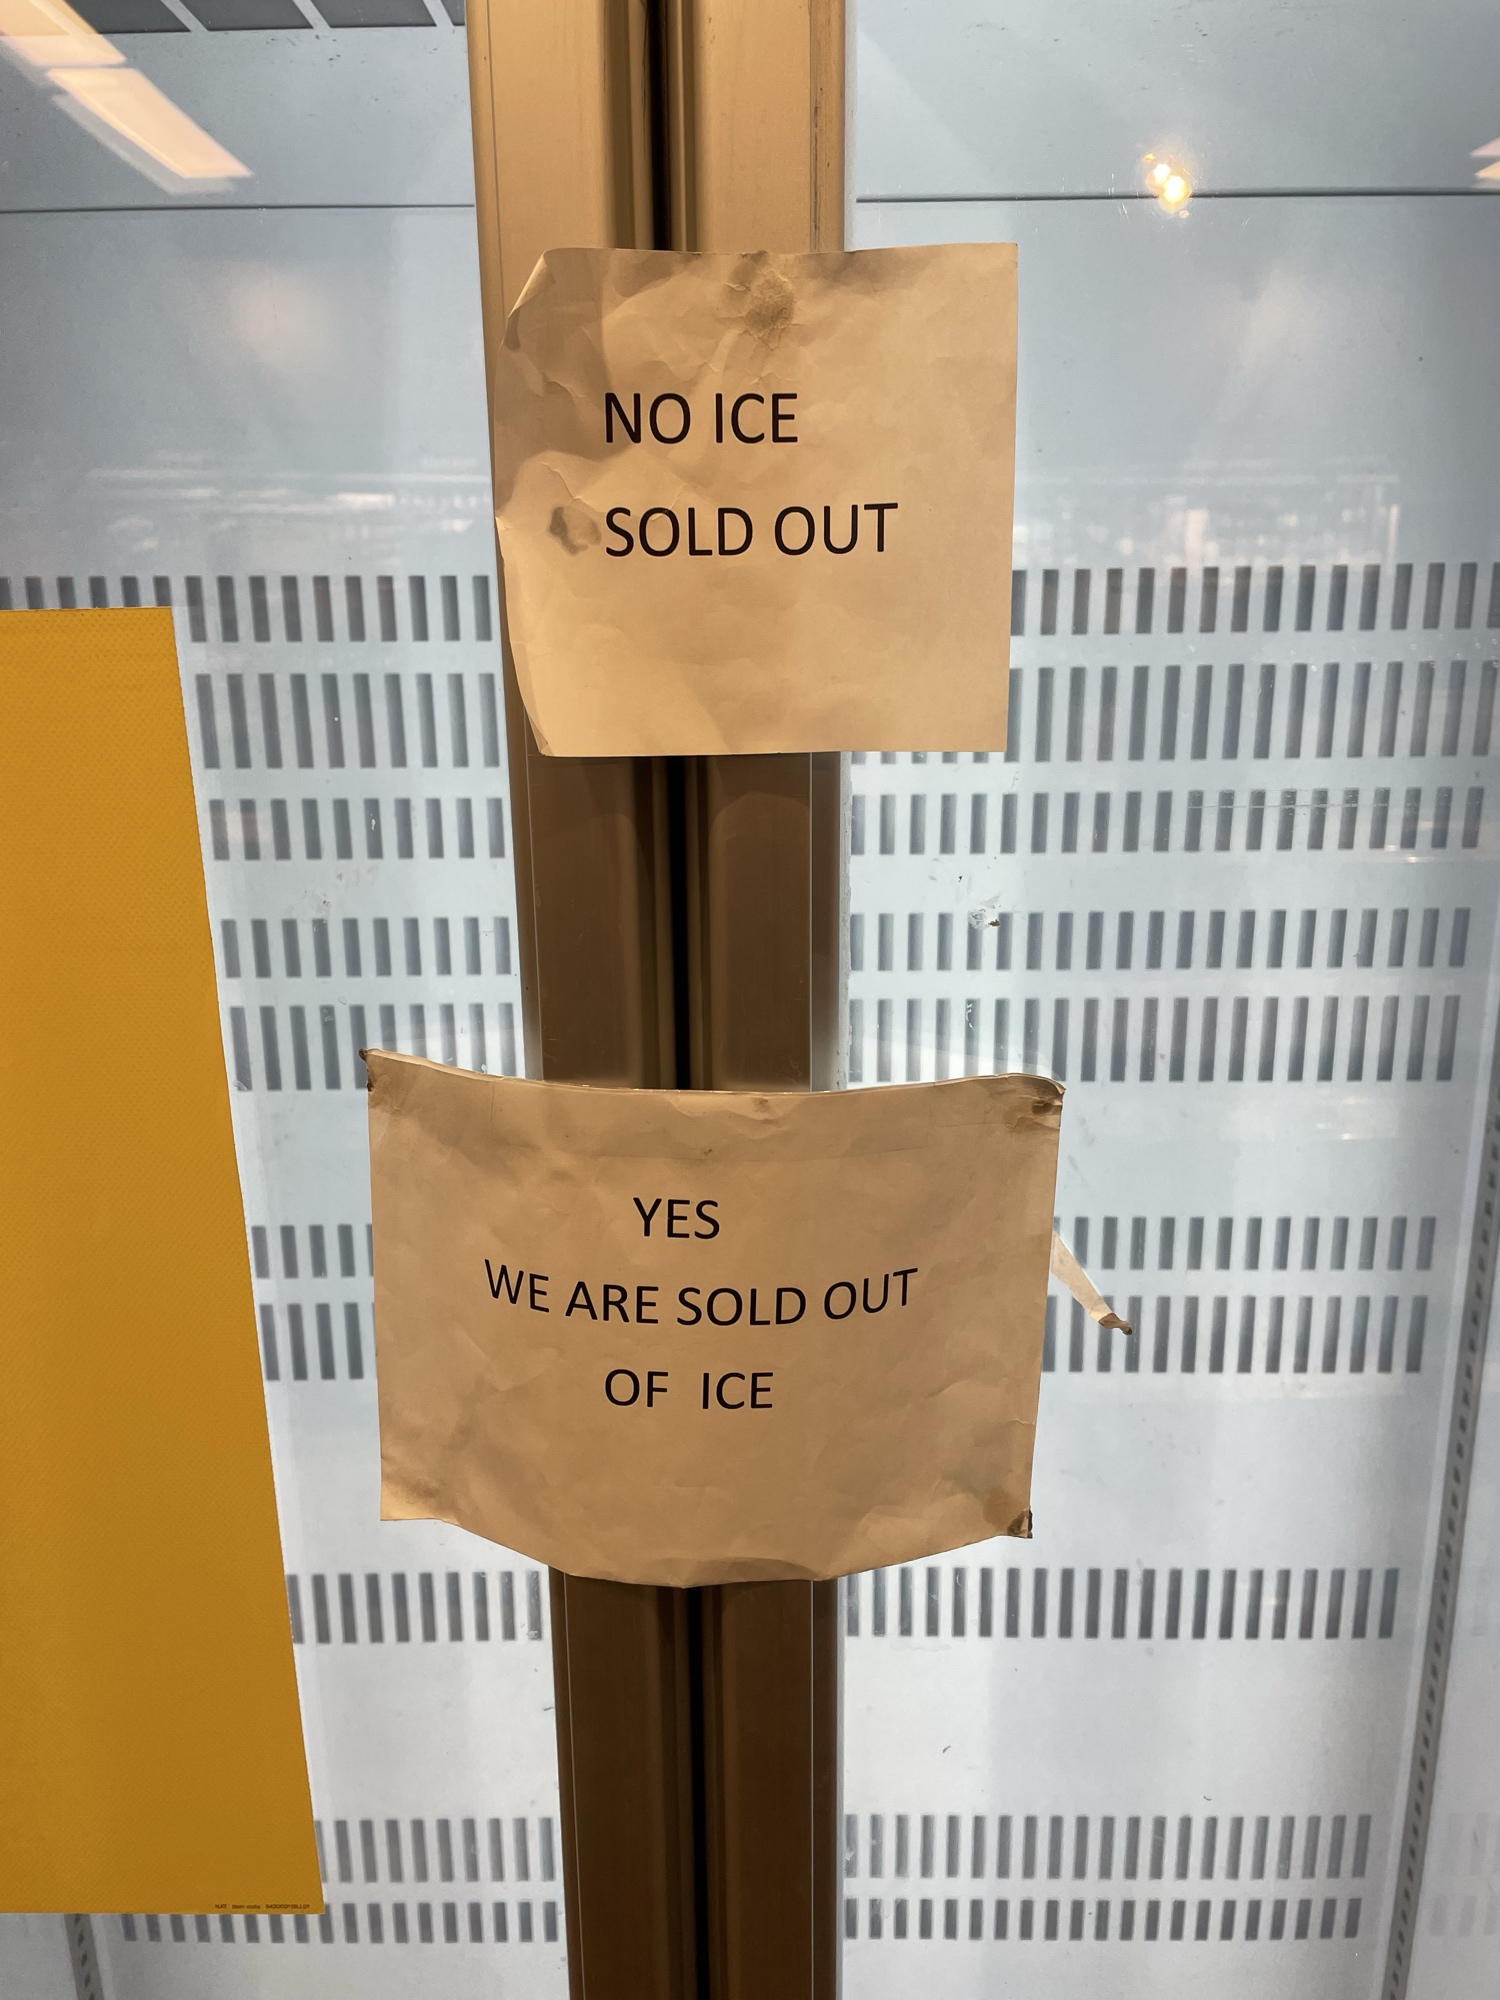 NO ICE
SOLD OUT
YES
WE ARE SOLD OUT
OF ICE